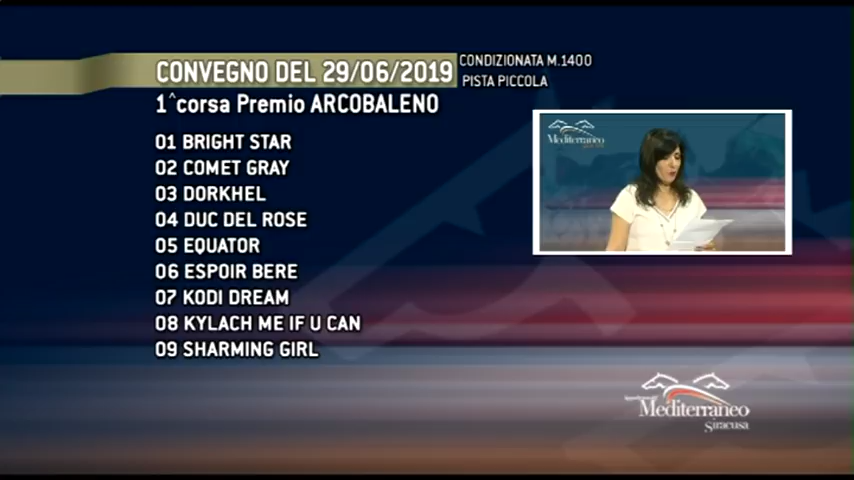 CONVEGNO DEL 29/06/2019
CONDIZIONATA M.1400
PISTA PICCOLA
1^corsa Premio ARCOBALENO
01 BRIGHT STAR
02 COMET GRAY
03 DORKHEL
04 DUC DEL ROSE
05 EQUATOR
06 ESPOIR BERE
07 KODI DREAM
08 KYLACH ME IF U CAN
09 SHARMING GIRL
Mediterraneo
Mediterraneo
Siracusa